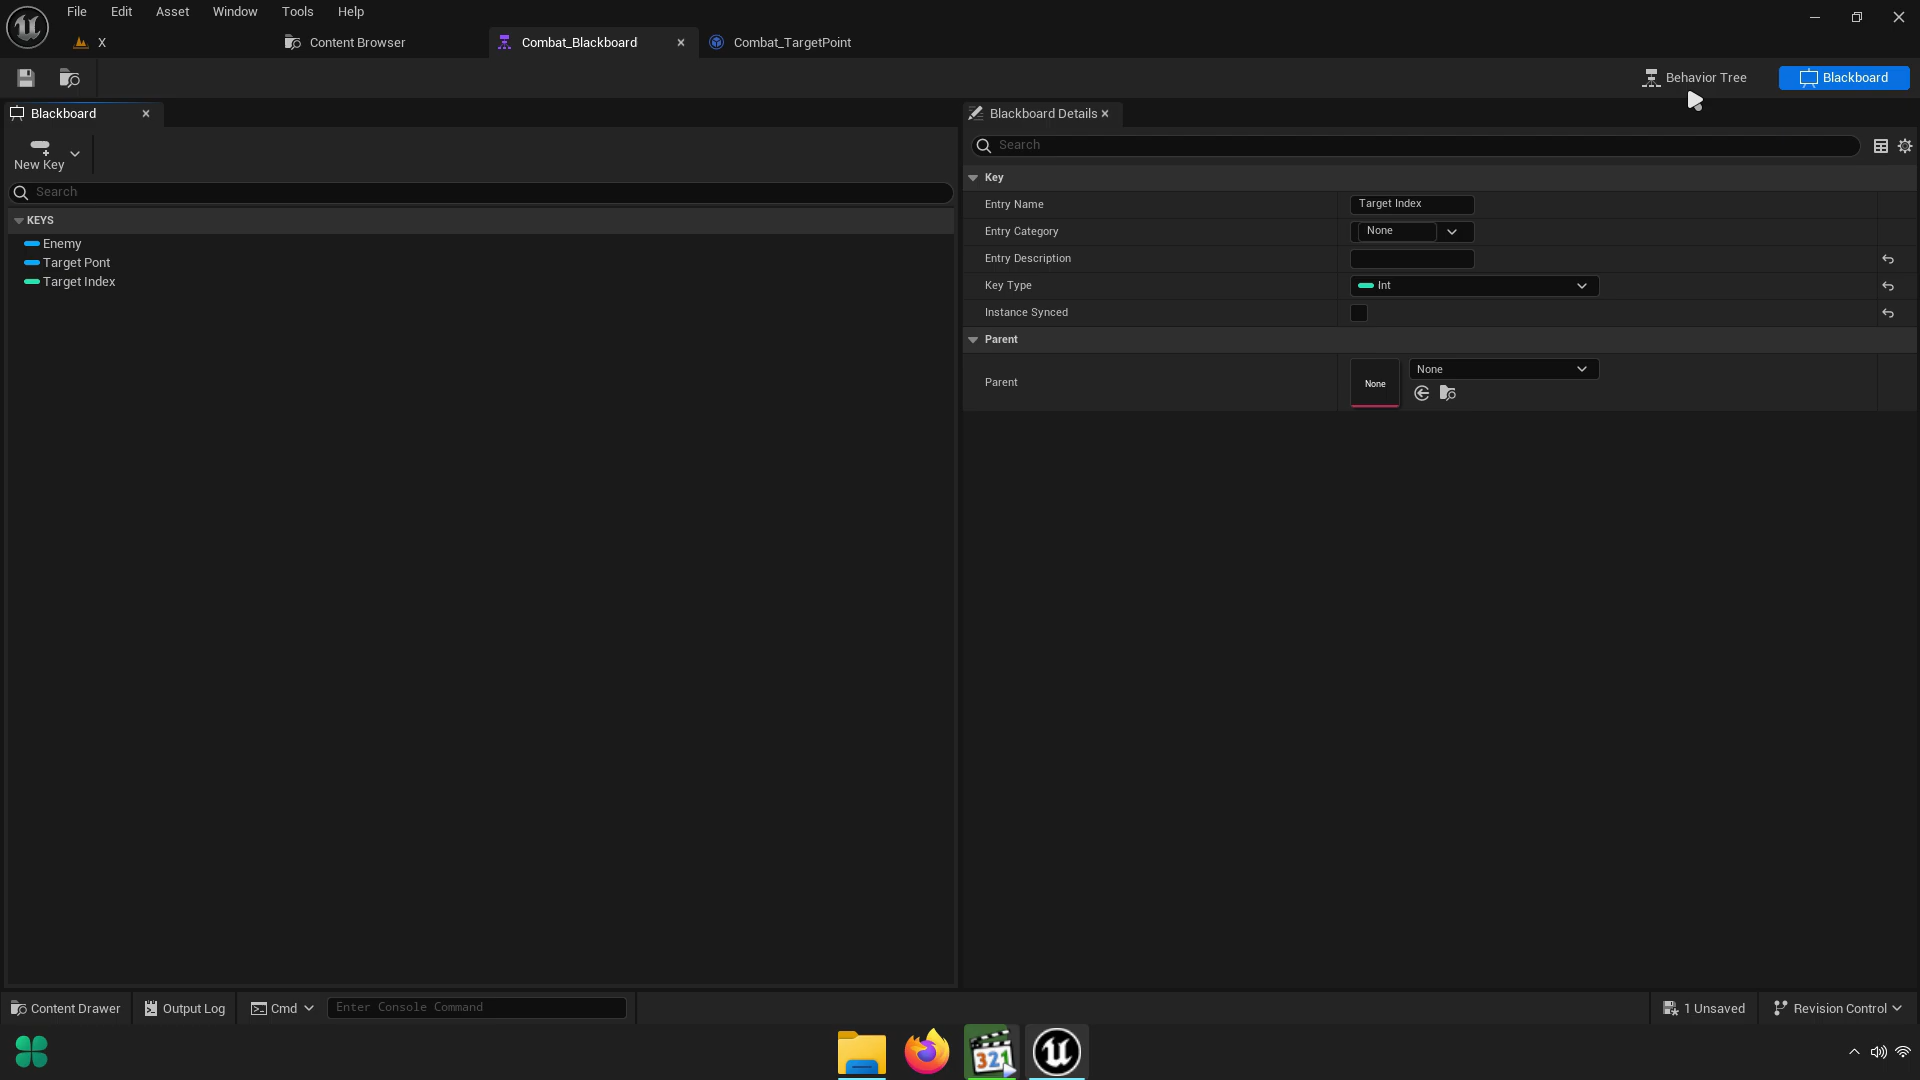 File Edit Asset Window Tools Help
X Content Browser Combat_Blackboard Combat_TargetPoint
Behavior Tree Blackboard
Blackboard
New Key
Search
KEYS
Enemy
Target Pont
Target Index
Blackboard Details
Search
Key
Entry Name Target Index
Entry Category None
Entry Description
Key Type Int
Instance Synced
Parent
Parent None None
Content Drawer Output Log Cmd Enter Console Command 1 Unsaved Revision Control
321